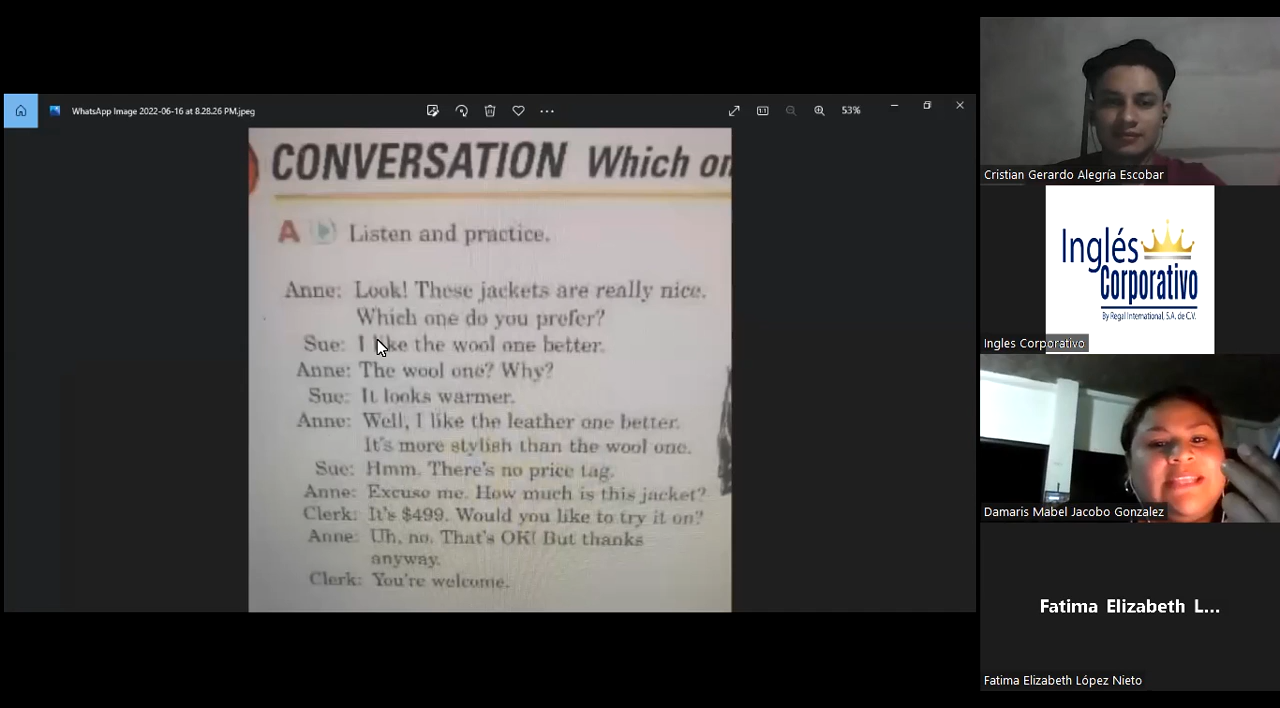 WhatsApp Image 2022-06-16 at 8.28.26 PM.jpeg
53%
CONVERSATION Which
A Listen and practice.
Anne: Look! These jackets are really nice.
Which one do you prefer?
Sue: I like the wool one better.
Anne: The wool one? Why?
Sue: It looks warmer.
Anne: Well, I like the leather one better.
It's more stylish than the wool one.
Sue: Hmm. There's no price tag.
Anne: Excuse me. How much is this jacket?
Clerk: It's $499. Would you like to try it on?
Anne: Uh, no. That's OK! But thanks
anyway.
Clerk: You're welcome.
Cristian Gerardo Alegría Escobar
Inglés
Corporativo
By Regal International, S.A. de C.V.
Ingles Corporativo
Damaris Mabel Jacobo Gonzalez
Fatima Elizabeth L...
Fatima Elizabeth López Nieto